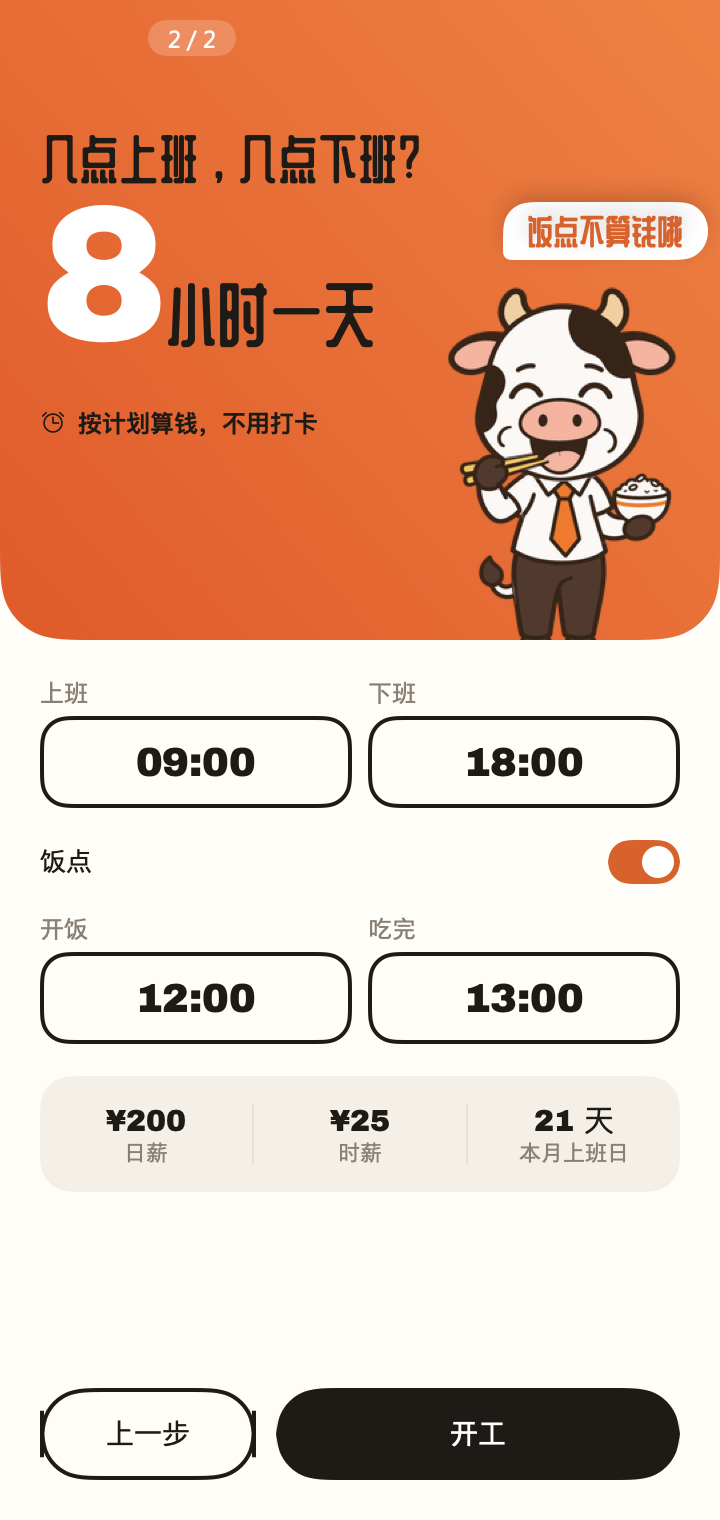 2 / 2
几点上班，几点下班?
饭点不算钱哦
8小时一天
按计划算钱，不用打卡
上班
下班
09:00
18:00
饭点
开饭
吃完
12:00
13:00
¥200
¥25
21 天
日薪
时薪
本月上班日
上一步
开工